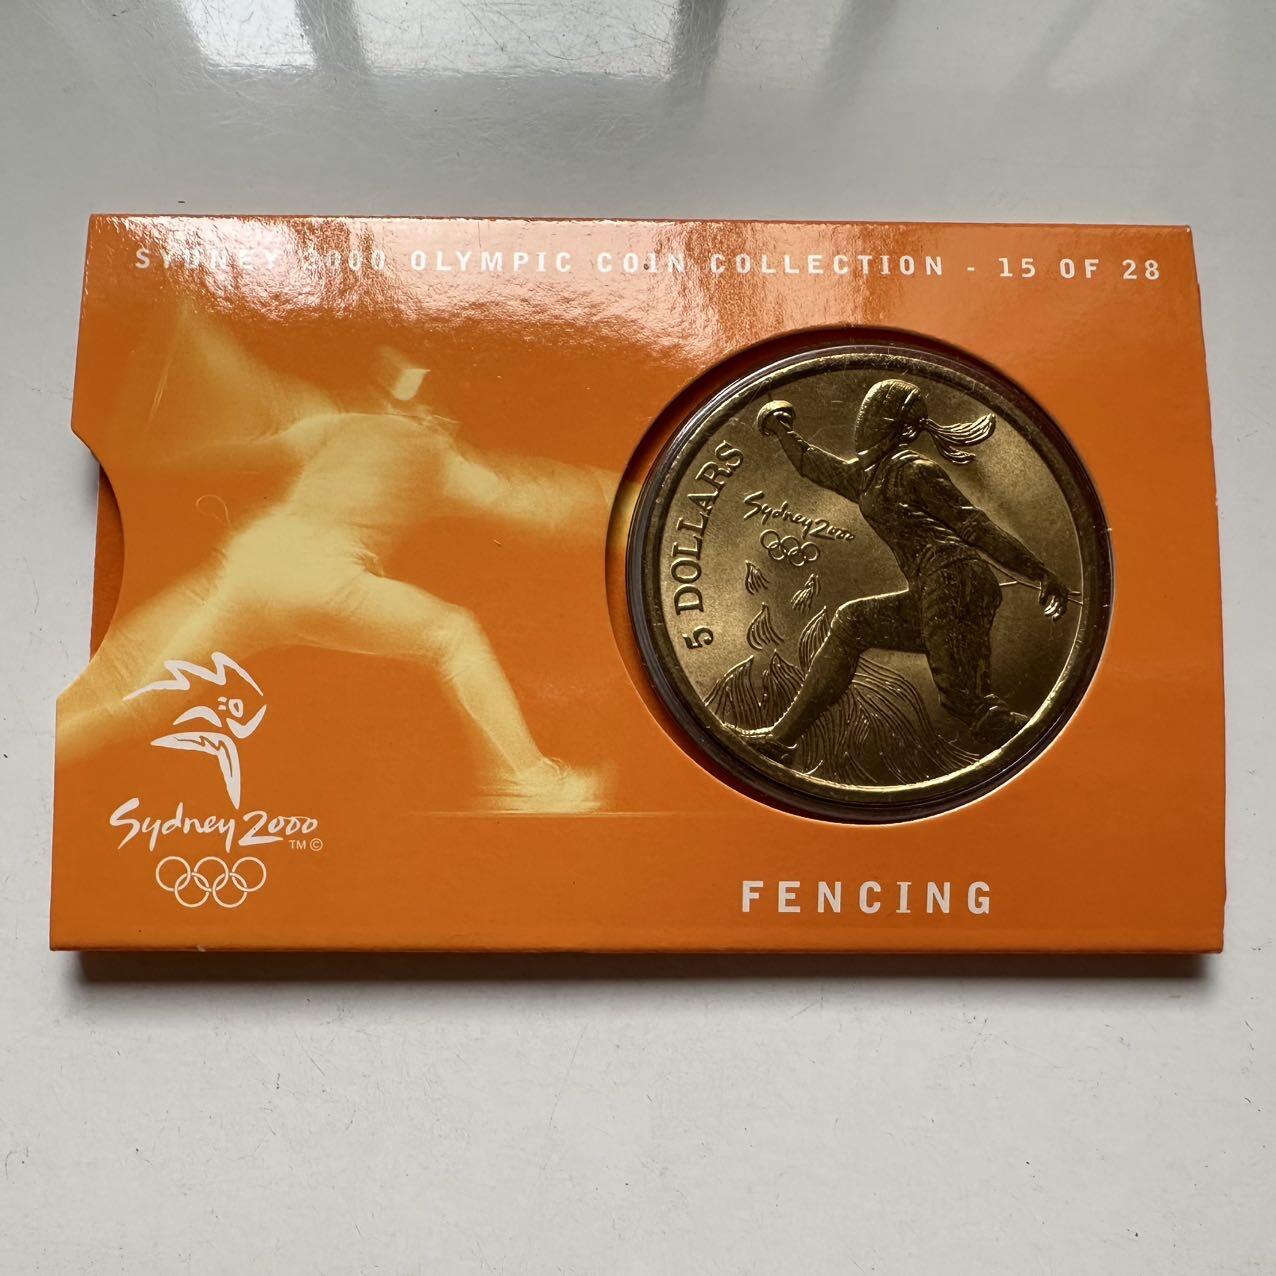 SYDNEY 2000 OLYMPIC COIN COLLECTION - 15 OF 28
5 DOLLARS
Sydney 2000
Sydney 2000
TM ©
FENCING